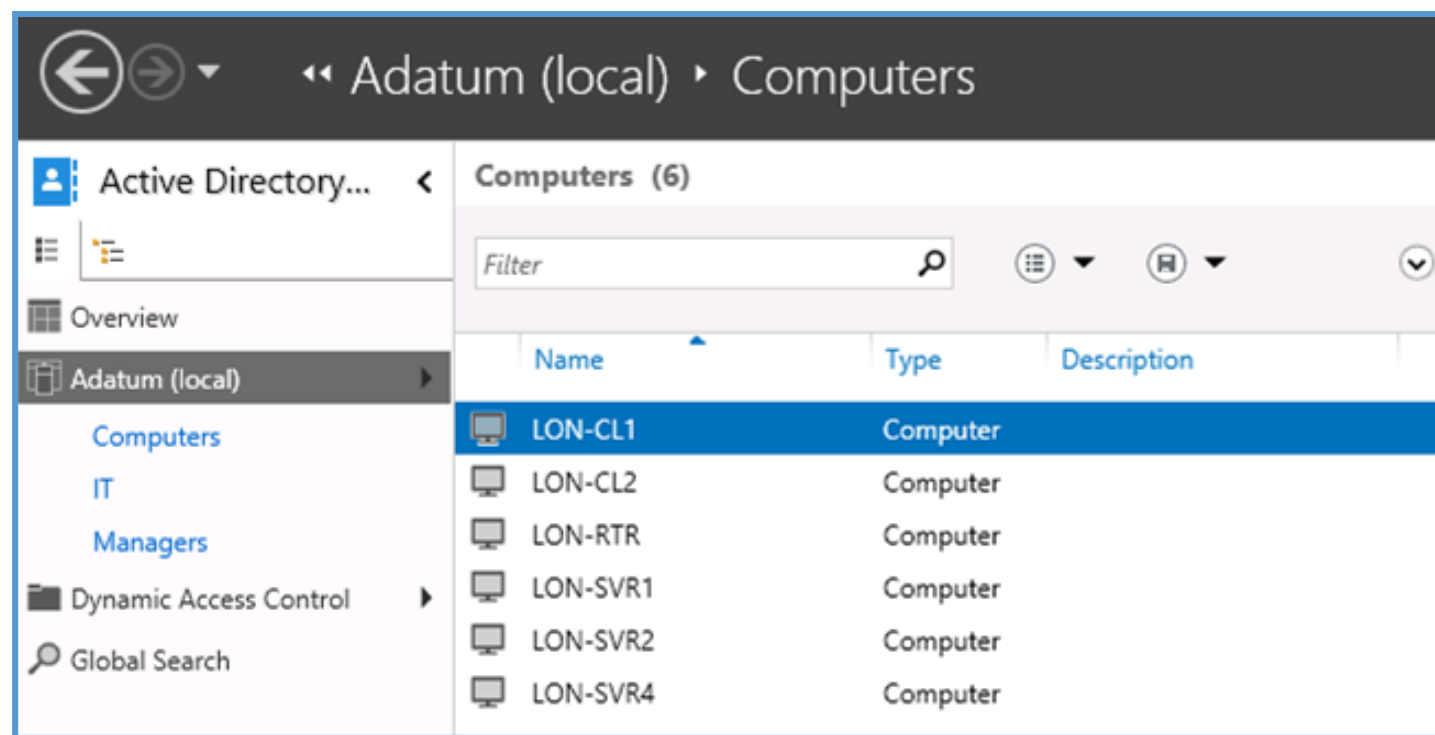 Adatum (local) Computers
Active Directory...
Overview
Adatum (local)
Computers
IT
Managers
Dynamic Access Control
Global Search
Computers (6)
Filter
Name Type Description
LON-CL1 Computer
LON-CL2 Computer
LON-RTR Computer
LON-SVR1 Computer
LON-SVR2 Computer
LON-SVR4 Computer